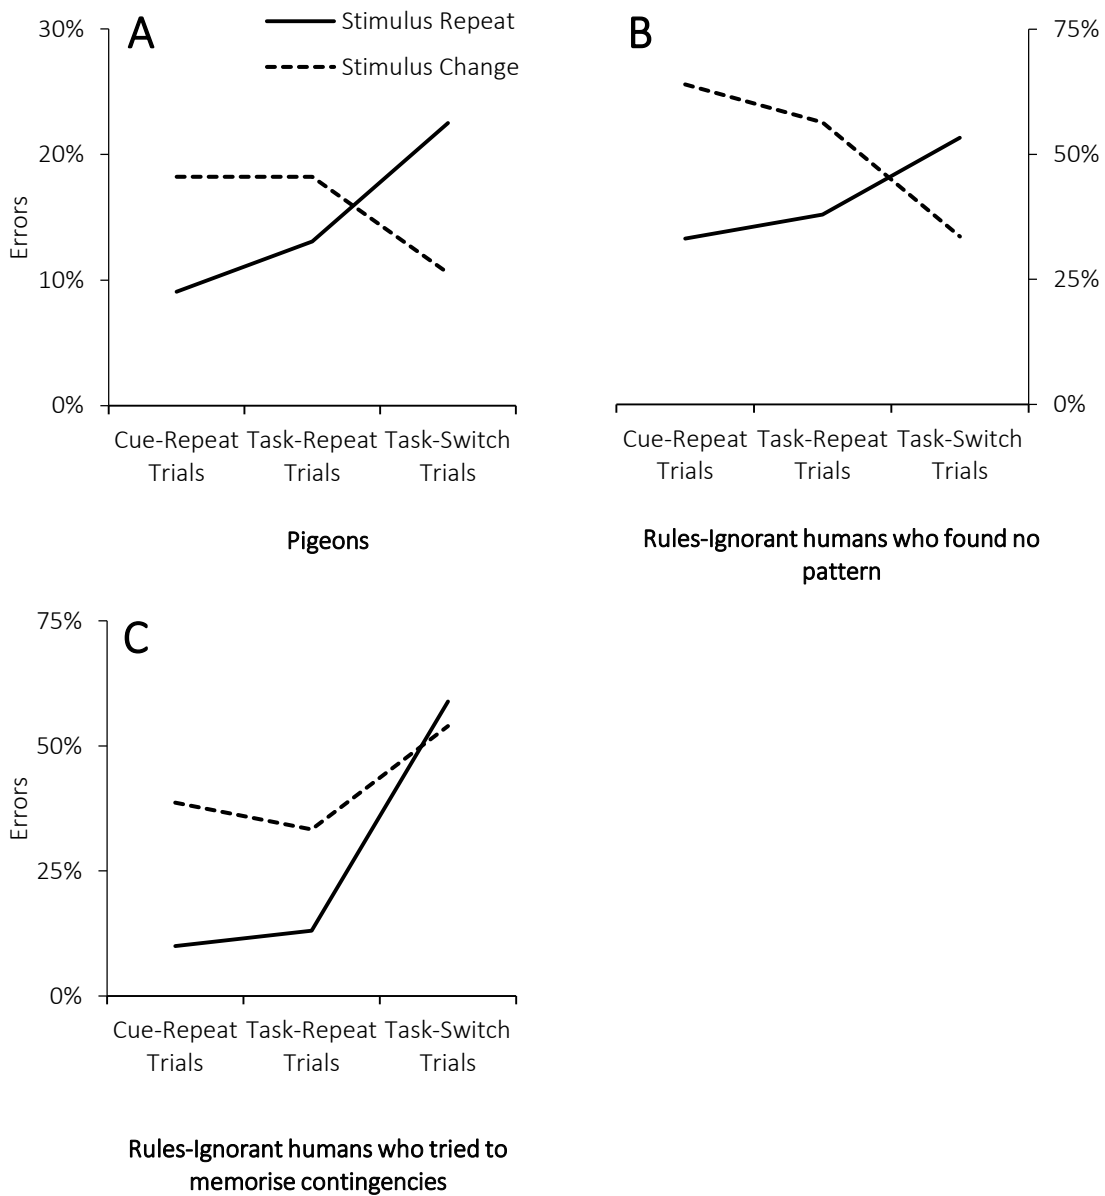 30%
20%
10%
0%
Errors
A
Stimulus Repeat
Stimulus Change
Cue-Repeat Trials
Task-Repeat Trials
Task-Switch Trials
Pigeons
B
75%
50%
25%
0%
Cue-Repeat Trials
Task-Repeat Trials
Task-Switch Trials
Rules-Ignorant humans who found no
pattern
75%
50%
25%
0%
Errors
C
Cue-Repeat Trials
Task-Repeat Trials
Task-Switch Trials
Rules-Ignorant humans who tried to
memorise contingencies